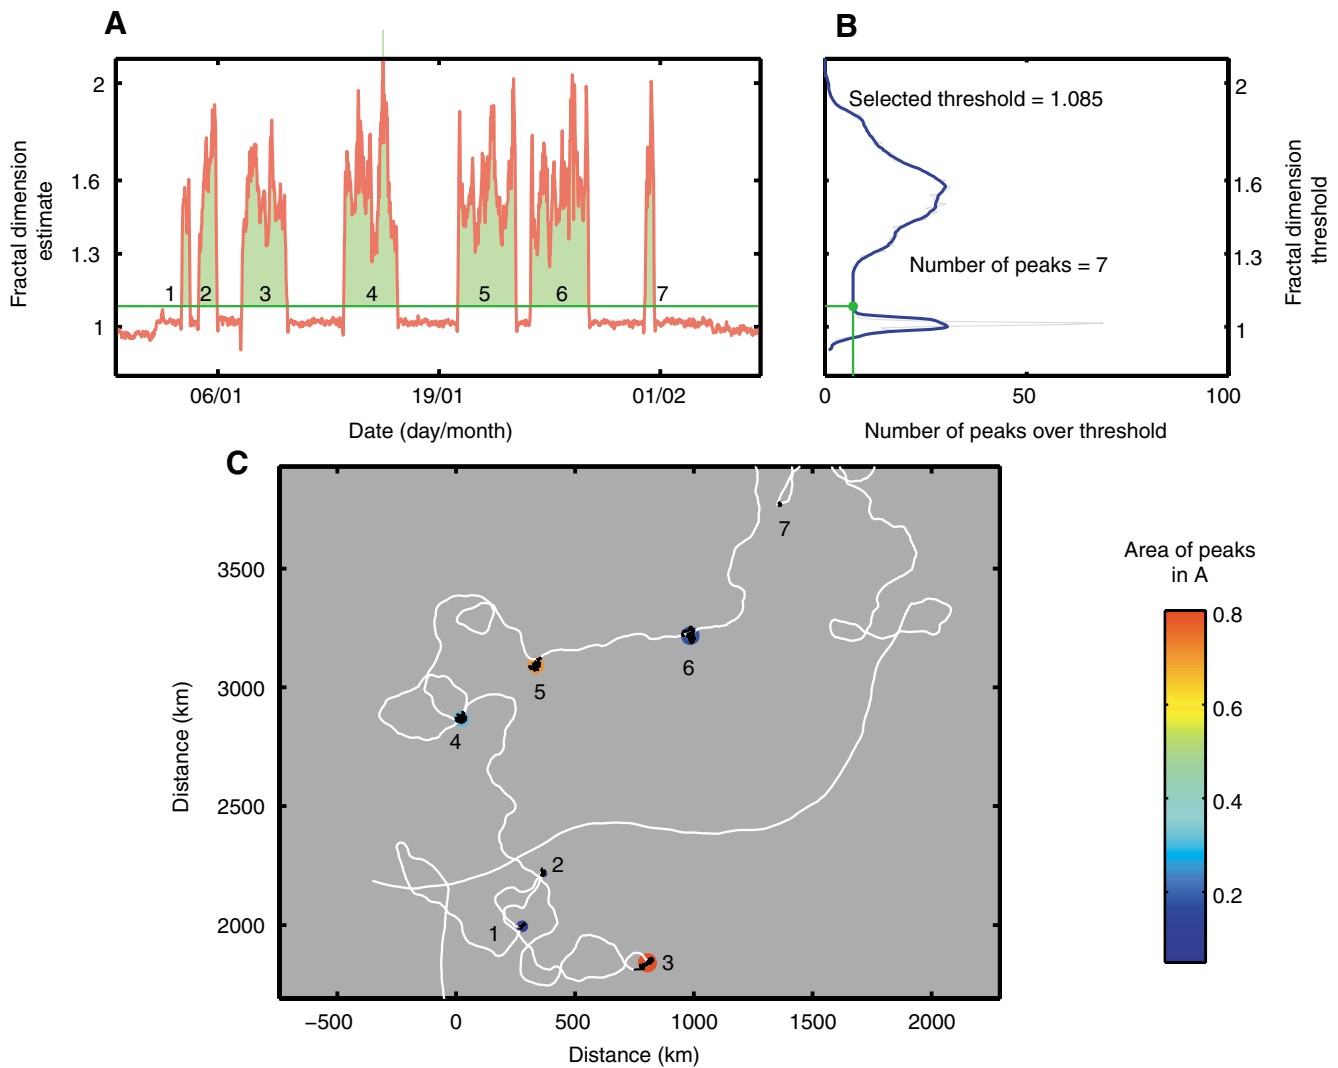 A
Fractal dimension
estimate
2
1.6
1.3
1
1
2
3
4
5
6
7
06/01
19/01
01/02
Date (day/month)
B
Selected threshold = 1.085
Number of peaks = 7
2
1.6
1.3
1
Fractal dimension
threshold
0
50
100
Number of peaks over threshold
C
Distance (km)
3500
3000
2500
2000
7
6
5
4
2
1
3
−500
0
500
1000
1500
2000
Distance (km)
Area of peaks
in A
0.8
0.6
0.4
0.2